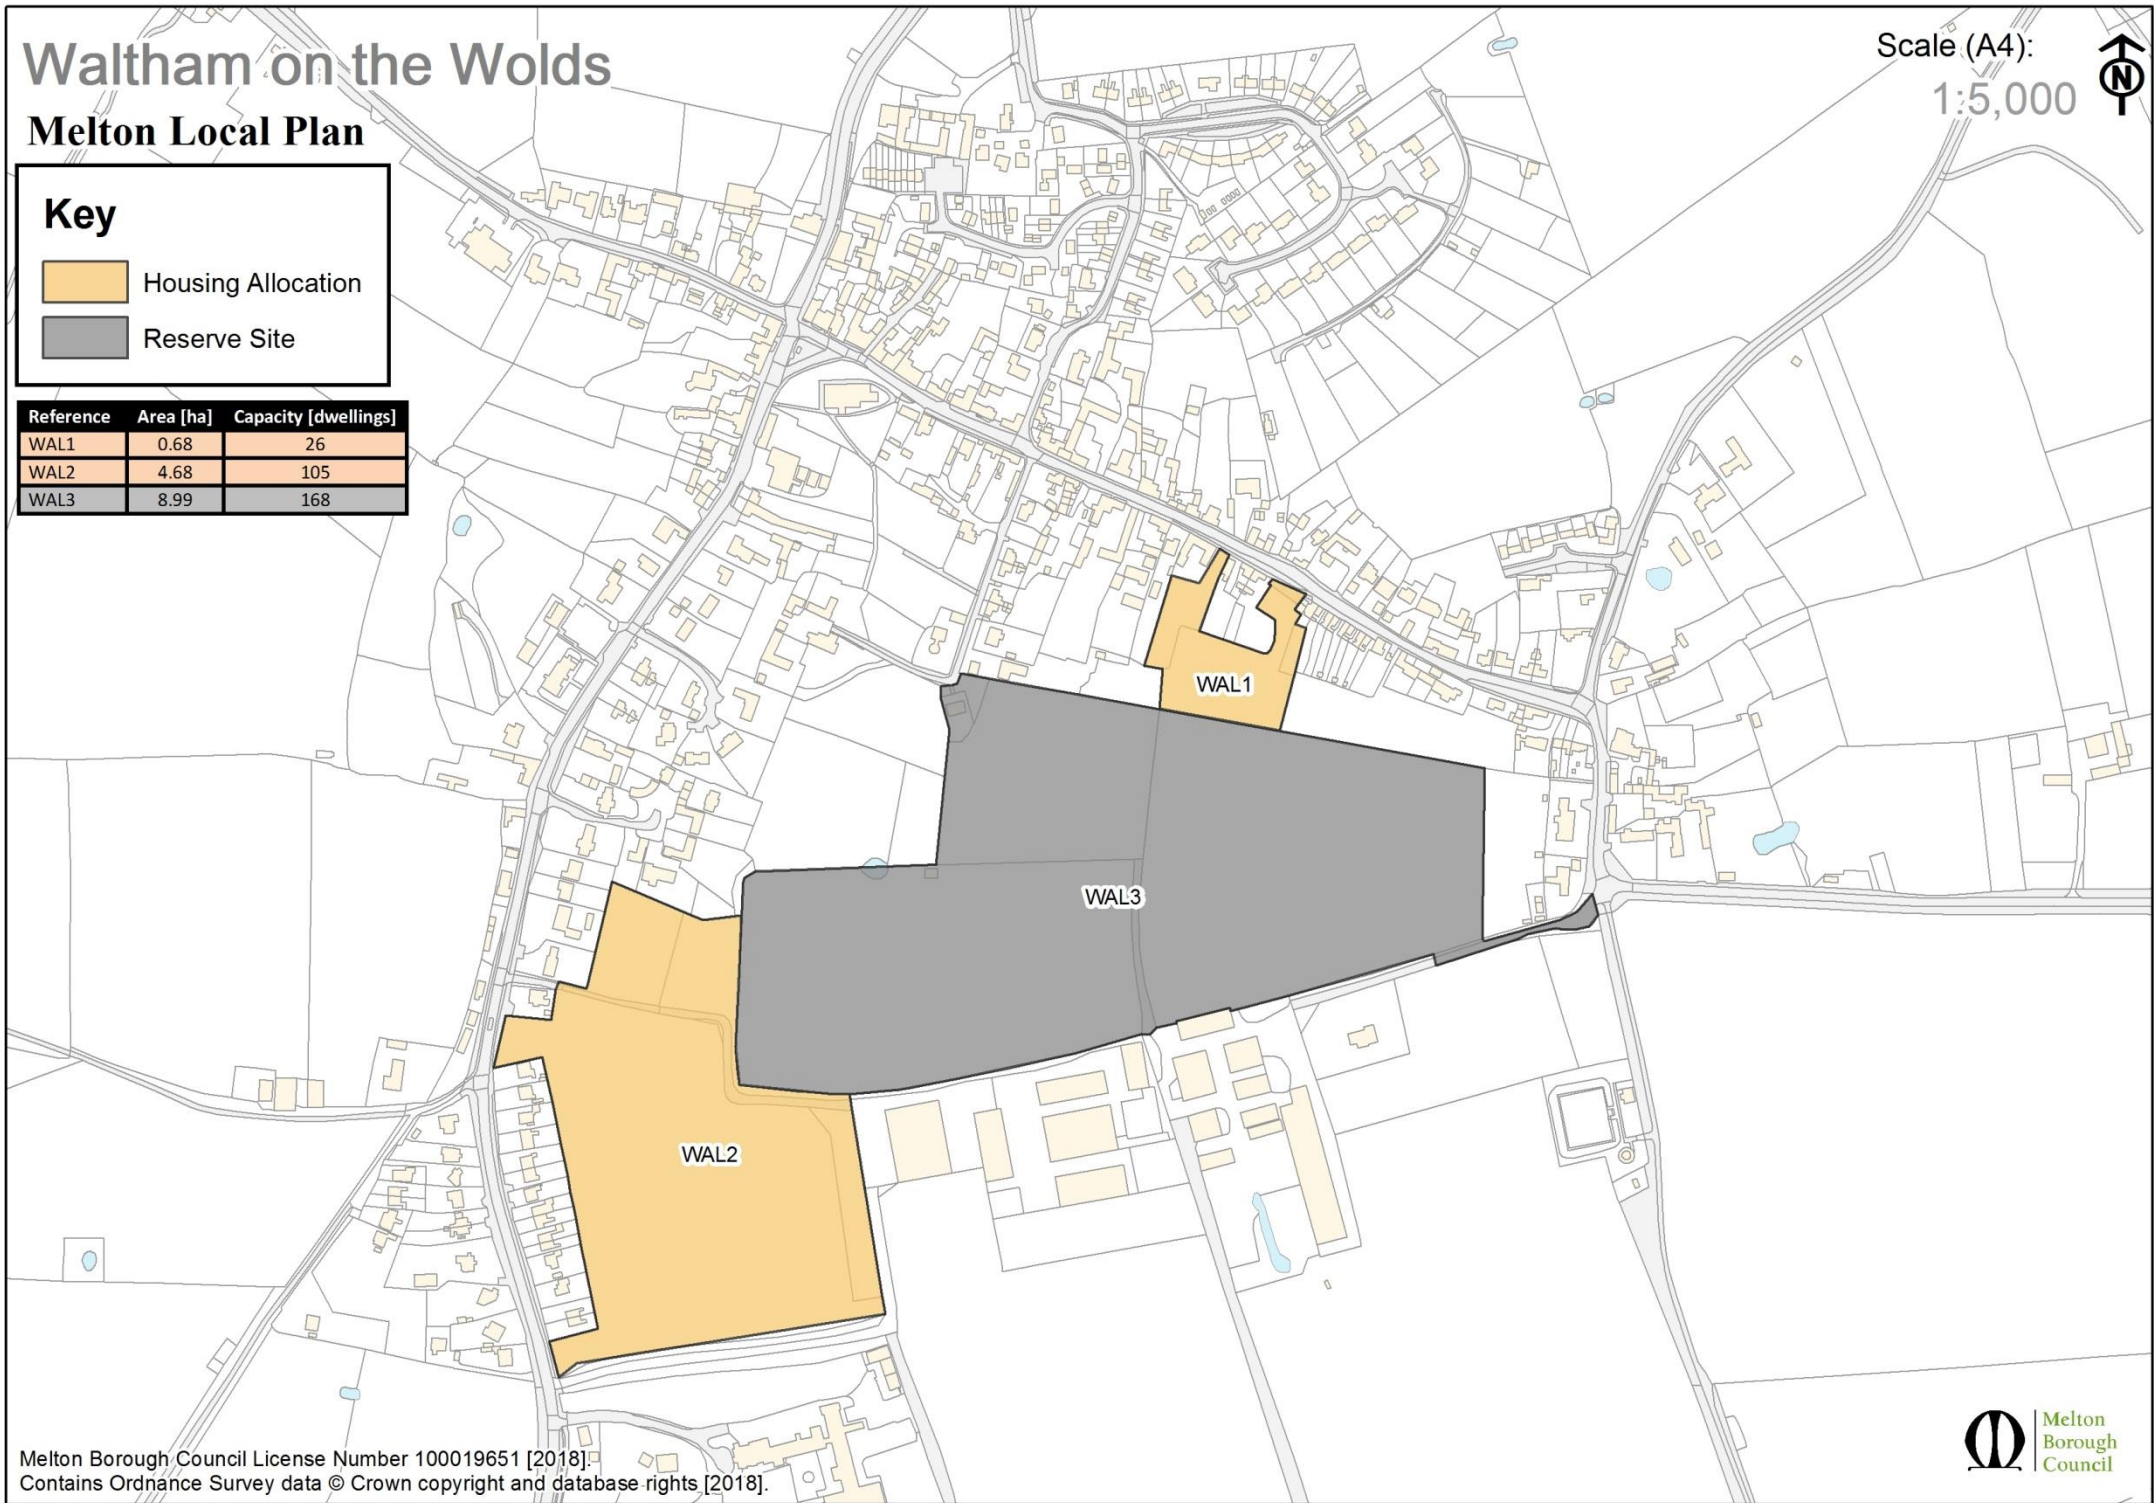 Waltham on the Wolds
Melton Local Plan
Scale (A4):
1:5,000
N
Key
Housing Allocation
Reserve Site
Reference Area [ha] Capacity [dwellings]
WAL1 0.68 26
WAL2 4.68 105
WAL3 8.99 168
WAL1
WAL3
WAL2
Melton Borough Council License Number 100019651 [2018].
Contains Ordnance Survey data © Crown copyright and database rights [2018].
Melton
Borough
Council